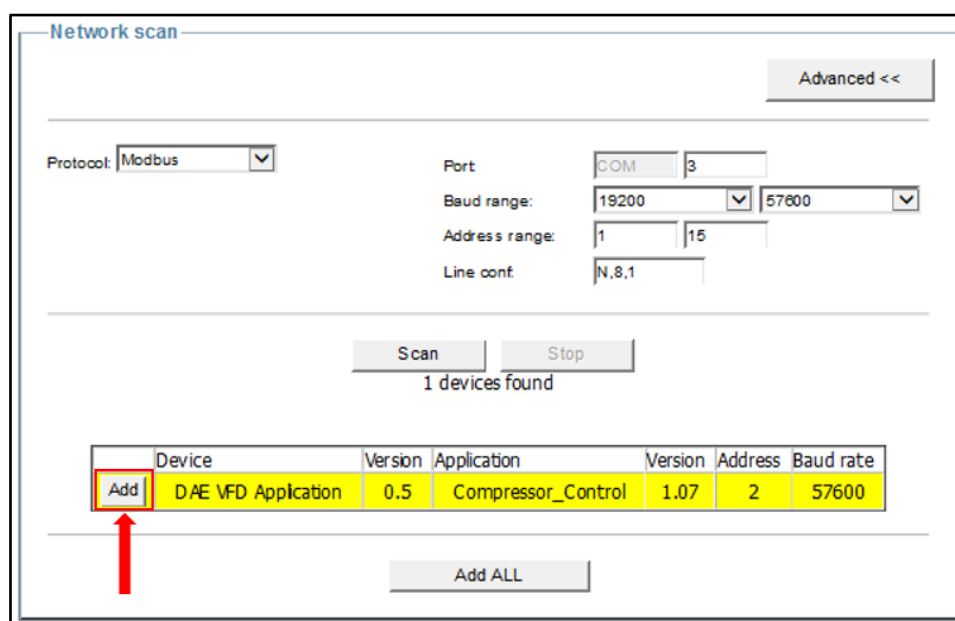 Network scan
Advanced <<
Protocol: Modbus
Port COM 3
Baud range: 19200 57600
Address range: 1 15
Line conf. N,8,1
Scan Stop
1 devices found
Device Version Application Version Address Baud rate
Add DAE VFD Application 0.5 Compressor_Control 1.07 2 57600
Add ALL